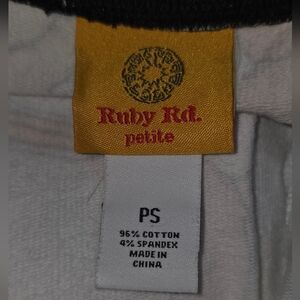 Ruby Rd.
petite
PS
96% COTTON
4% SPANDEX
MADE IN
CHINA